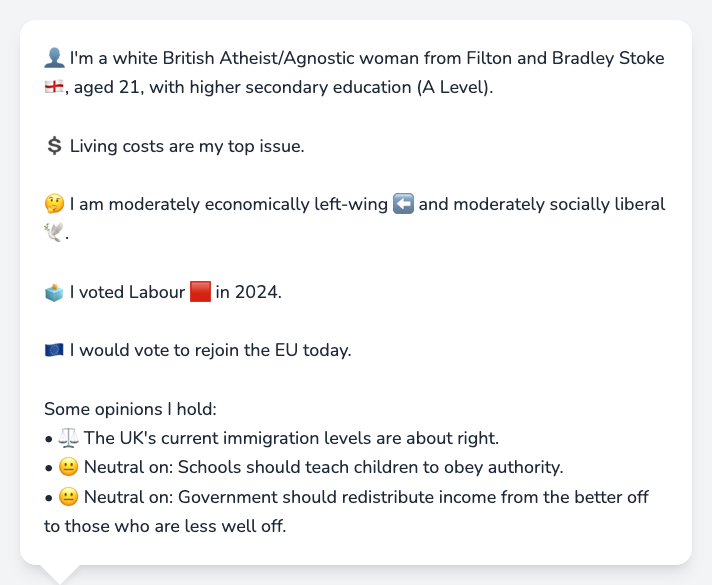 👤 I'm a white British Atheist/Agnostic woman from Filton and Bradley Stoke
🏴󠁧󠁢󠁥󠁮󠁧󠁿, aged 21, with higher secondary education (A Level).
💲 Living costs are my top issue.
🤔 I am moderately economically left-wing ⬅️ and moderately socially liberal
🕊️.
🗳️ I voted Labour 🟥 in 2024.
🇪🇺 I would vote to rejoin the EU today.
Some opinions I hold:
• ⚖️ The UK's current immigration levels are about right.
• 😐 Neutral on: Schools should teach children to obey authority.
• 😐 Neutral on: Government should redistribute income from the better off
to those who are less well off.